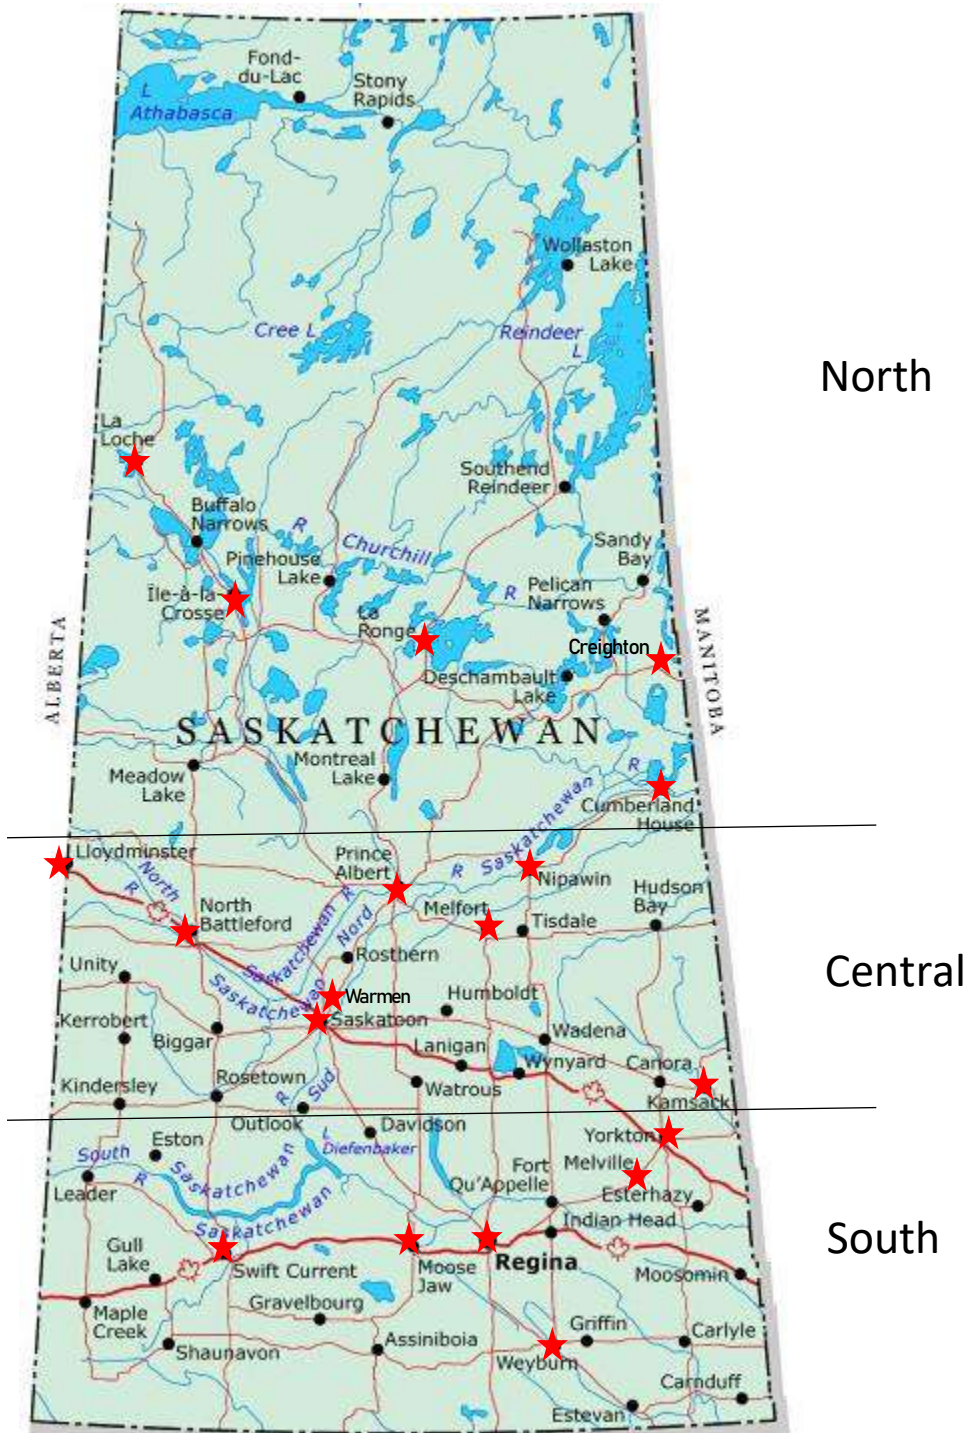 Fond-
du-Lac
Stony
Rapids
L
Athabasca
Wollaston
Lake
Cree L
Reindeer
L
North
La
Loche
Southend
Reindeer
Buffalo
Narrows
R
Churchill
Sandy
Bay
Pinehouse
Lake
R
Pelican
Narrows
Île-à-la-
Crosse
La
Ronge
Creighton
ALBERTA
MANITOBA
Deschambault
Lake
SASKATCHEWAN
Meadow
Lake
Montreal
Lake
R
Saskatchewan
R
Cumberland
House
Lloydminster
Prince
Albert
Nipawin
North
R
North
Battleford
Melfort
Hudson
Bay
Tisdale
R
Nord
Saskatchewan
Rosthern
Unity
Saskatchewan
Central
Warmen
Humboldt
Saskatoon
Kerrobert
Biggar
Wadena
Lanigan
Wynyard
Canora
Kindersley
Rosetown
Sud
R
Watrous
Kamsack
Outlook
Davidson
Yorkton
Eston
L
Diefenbaker
South
R
Saskatchewan
Melville
Fort
Qu'Appelle
Leader
Esterhazy
Saskatchewan
Indian Head
South
Gull
Lake
Swift Current
Moose
Jaw
Regina
Moosomin
Maple
Creek
Gravelbourg
Griffin
Carlyle
Shaunavon
Assiniboia
Weyburn
Carnduff
Estevan